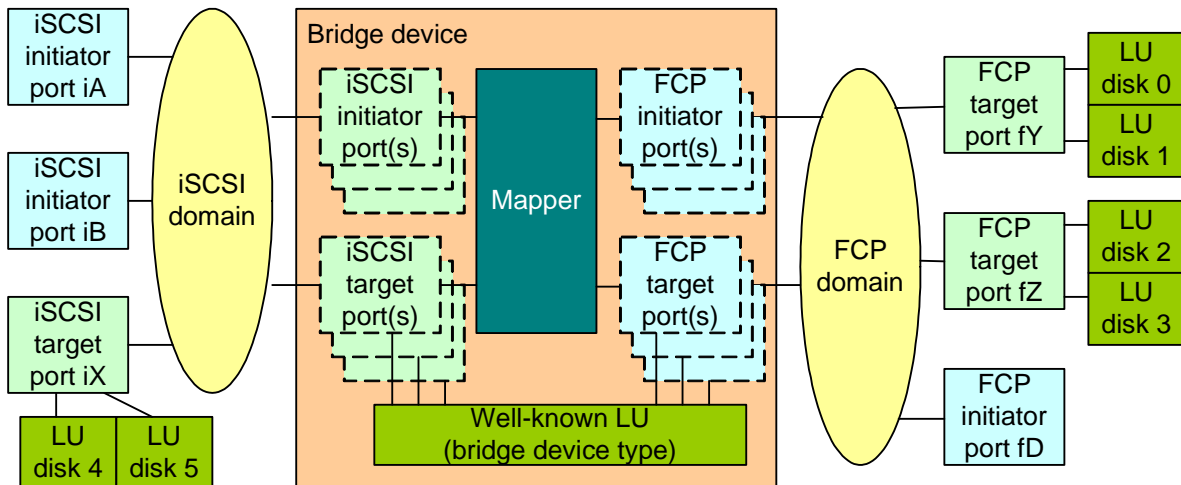 iSCSI
initiator
port iA
iSCSI
initiator
port iB
iSCSI
target
port iX
LU
disk 4
LU
disk 5
iSCSI
domain
Bridge device
iSCSI
initiator
port(s)
iSCSI
target
port(s)
Mapper
FCP
initiator
port(s)
FCP
target
port(s)
Well-known LU
(bridge device type)
FCP
domain
FCP
target
port fY
LU
disk 0
LU
disk 1
FCP
target
port fZ
LU
disk 2
LU
disk 3
FCP
initiator
port fD